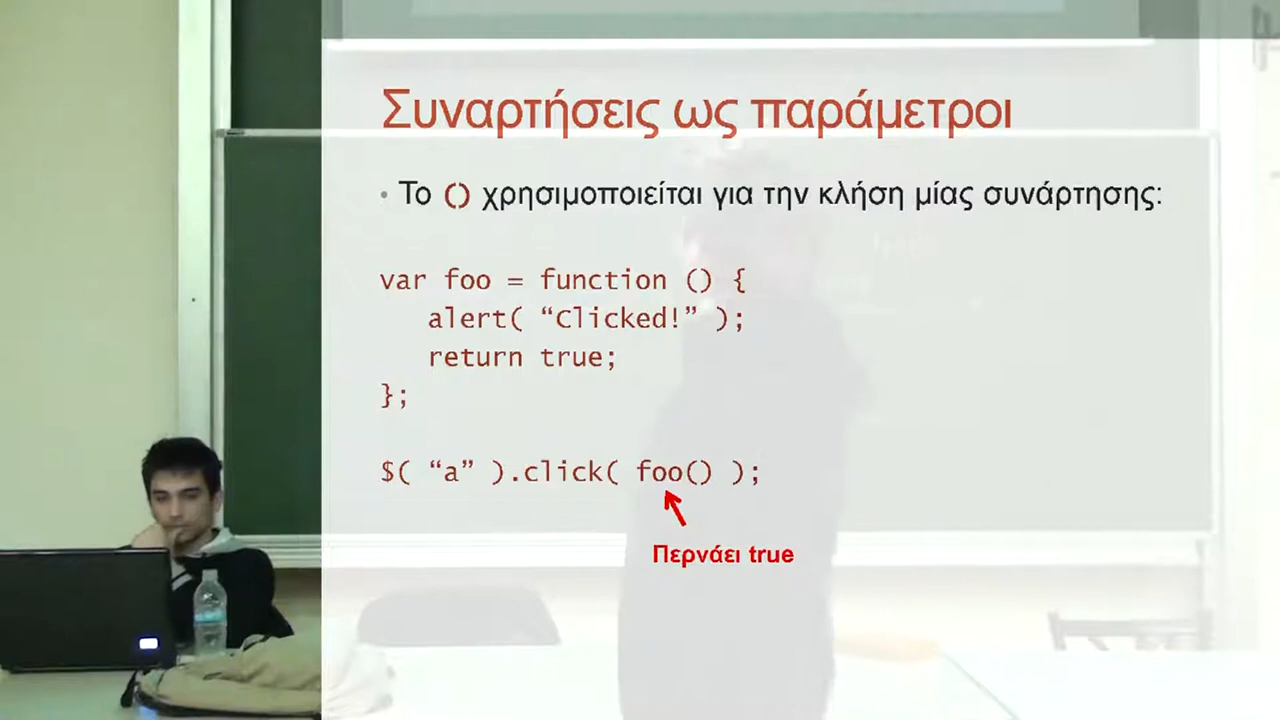 Συναρτήσεις ως παράμετροι
• Το () χρησιμοποιείται για την κλήση μίας συνάρτησης:
var foo = function () {
alert( “Clicked!” );
return true;
};
$( “a” ).click( foo() );
Περνάει true